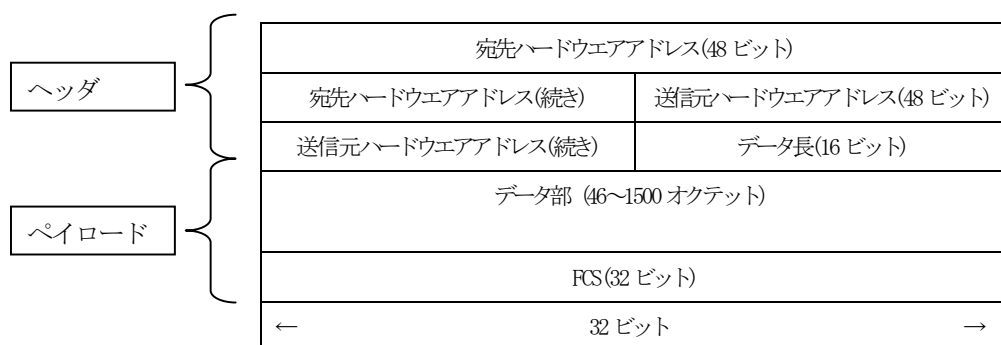 宛先ハードウエアアドレス(48 ビット)
ヘッダ
宛先ハードウエアアドレス(続き)
送信元ハードウエアアドレス(48 ビット)
送信元ハードウエアアドレス(続き)
データ長(16 ビット)
データ部 (46～1500 オクテット)
ペイロード
FCS(32 ビット)
← 32 ビット →